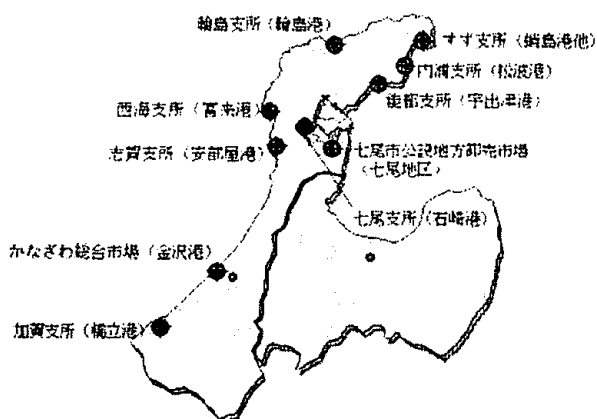 輪島支所（輪島港）
すず支所（蛸島港他）
内浦支所（松波港）
能都支所（宇出津港）
西海支所（富来港）
志賀支所（安部屋港）
七尾市公設地方卸売市場
（七尾地区）
七尾支所（石崎港）
かなざわ総合市場（金沢港）
加賀支所（橋立港）